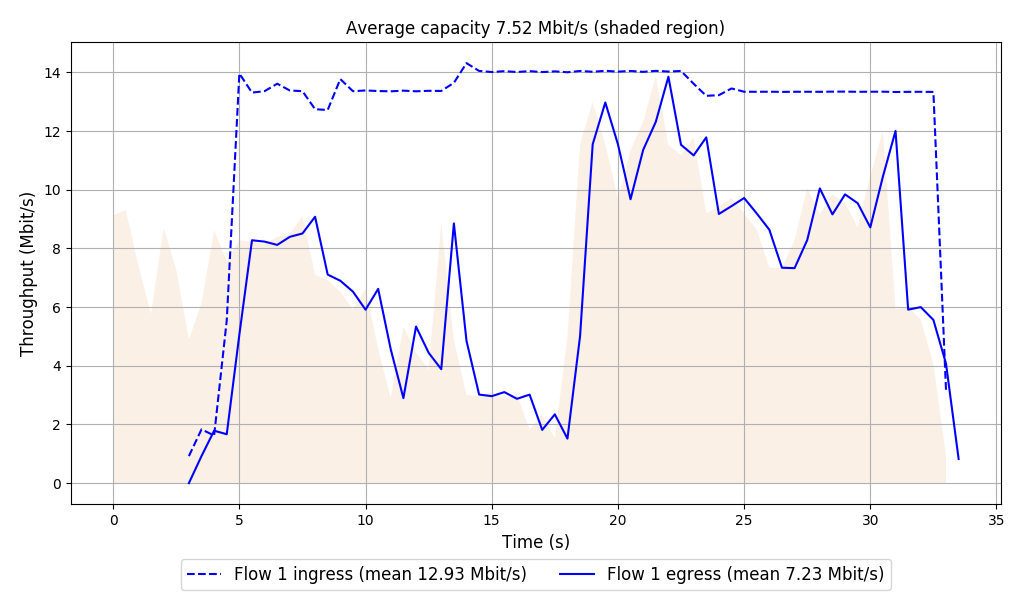 Average capacity 7.52 Mbit/s (shaded region)
14
12
10
8
6
4
2
0
Throughput (Mbit/s)
0 5 10 15 20 25 30 35
Time (s)
Flow 1 ingress (mean 12.93 Mbit/s) Flow 1 egress (mean 7.23 Mbit/s)